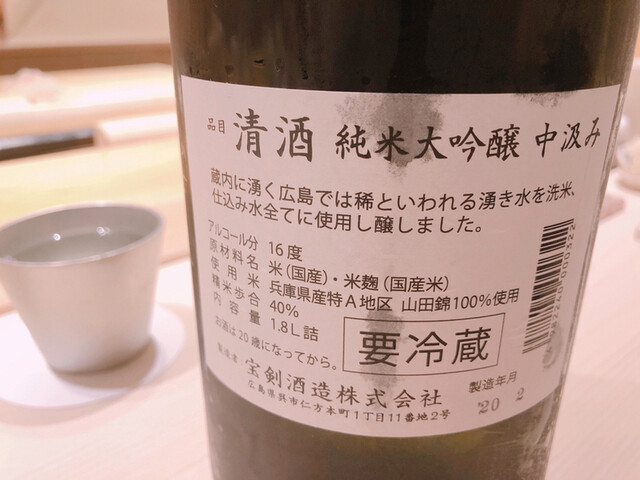 品目 清酒 純米大吟醸 中汲み
蔵内に湧く広島では稀といわれる湧き水を洗米、
仕込み水全てに使用し醸しました。
アルコール分 16度
原材料名 米(国産)・米麹(国産米)
使用米 兵庫県産特A地区 山田錦100%使用
精米歩合 40%
内容量 1.8L詰
お酒は20歳になってから。
要冷蔵
宝剣酒造株式会社
広島県呉市仁方本町1丁目11番地2号
製造年月
'20 2